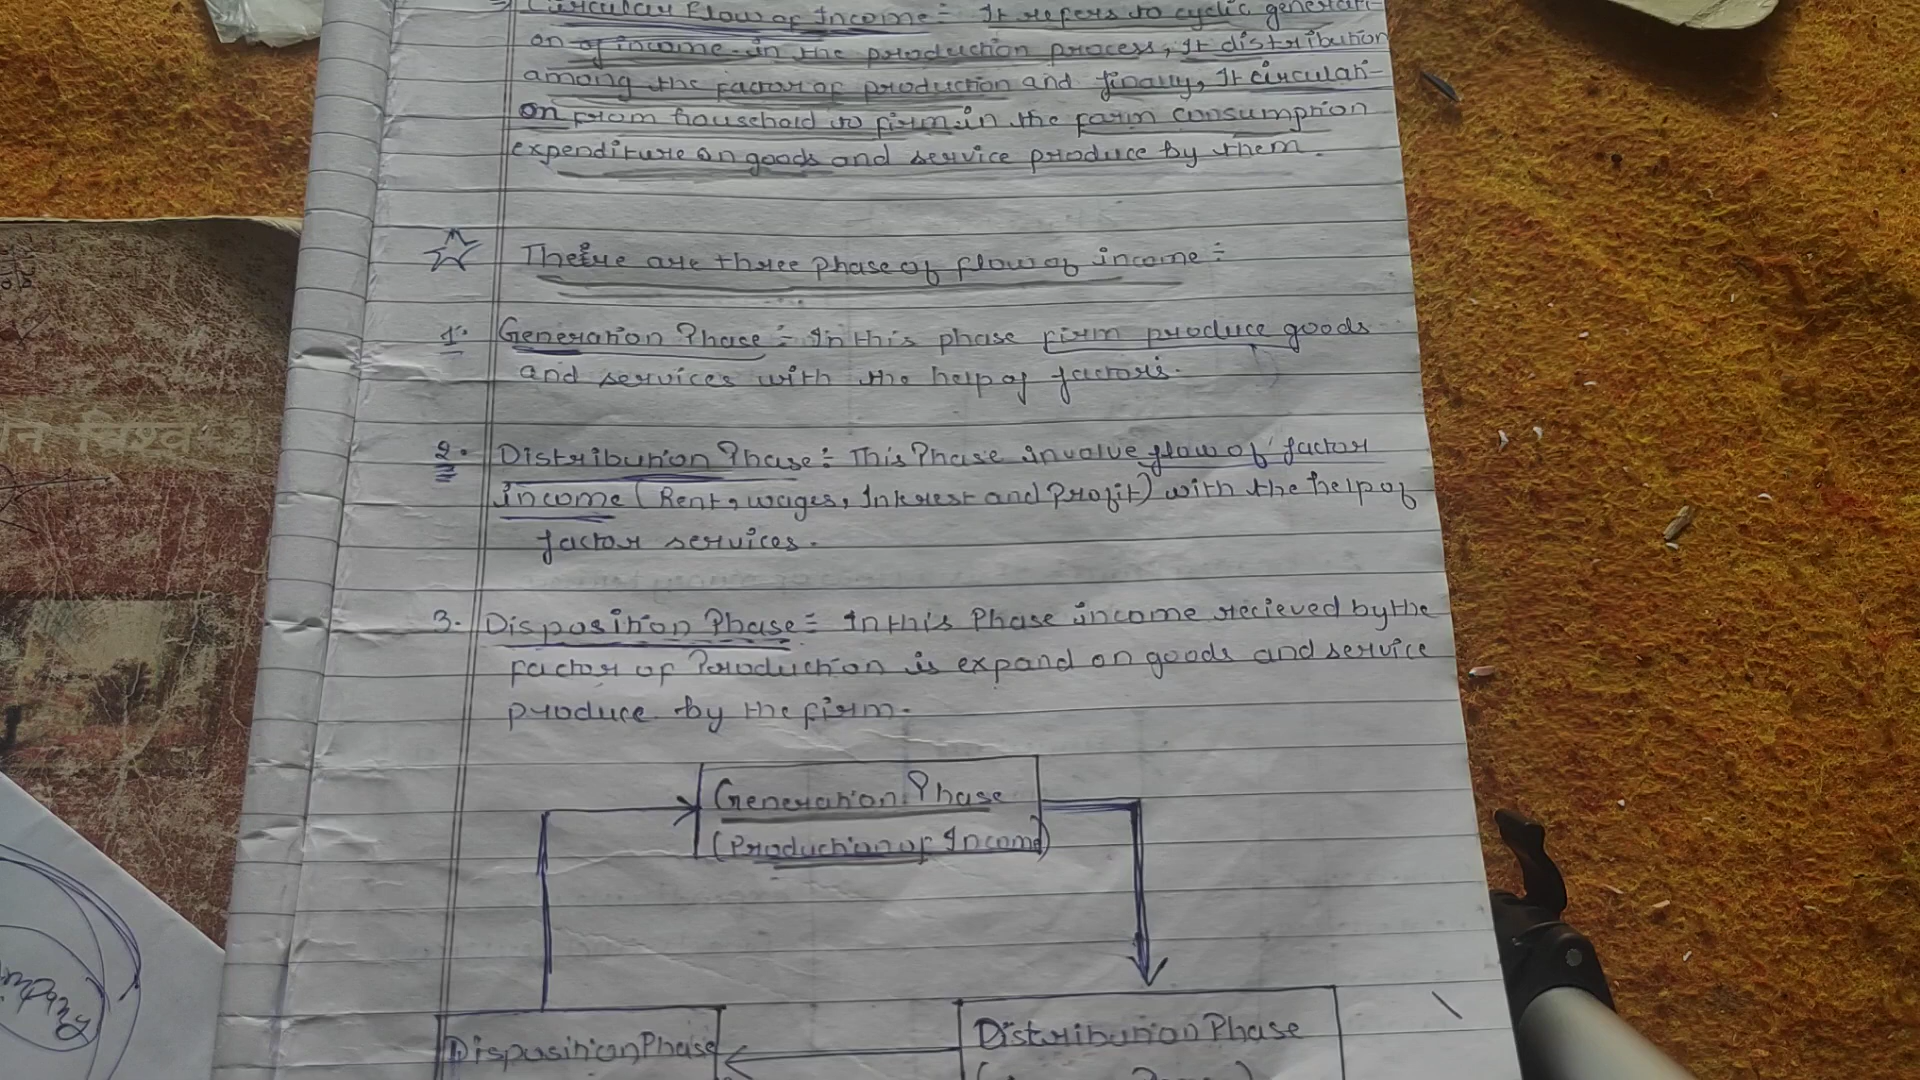 Circular Flow of Income:- It refers to cyclic generati-
on of income in the production process, It distribution
among the factor of production and finally, It circulati-
on from household to firm in the form consumption
expenditure on goods and service produce by them.
There are three phase of flow of income:-
1. Generation Phase:- In this phase firm produce goods
and services with the help of factors.
2. Distribution Phase:- This Phase involve flow of factor
income (Rent, wages, Interest and Profit) with the help of
factor services.
3. Disposition Phase:- In this Phase income recieved by the
factor of Production is expand on goods and service
produce by the firm.
Generation Phase
(Production of Income)
Disposition Phase
Distribution Phase
न विश्व-